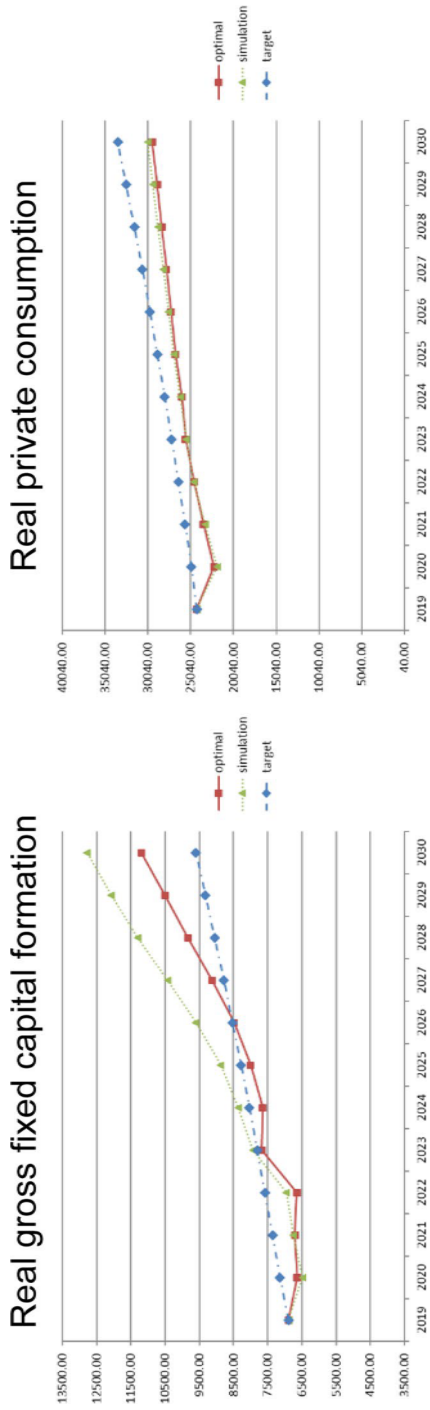 Real gross fixed capital formation
13500.00
12500.00
11500.00
10500.00
9500.00
8500.00
7500.00
6500.00
5500.00
4500.00
3500.00
2019 2020 2021 2022 2023 2024 2025 2026 2027 2028 2029 2030
optimal
simulation
target
Real private consumption
40040.00
35040.00
30040.00
25040.00
20040.00
15040.00
10040.00
5040.00
40.00
2019 2020 2021 2022 2023 2024 2025 2026 2027 2028 2029 2030
optimal
simulation
target